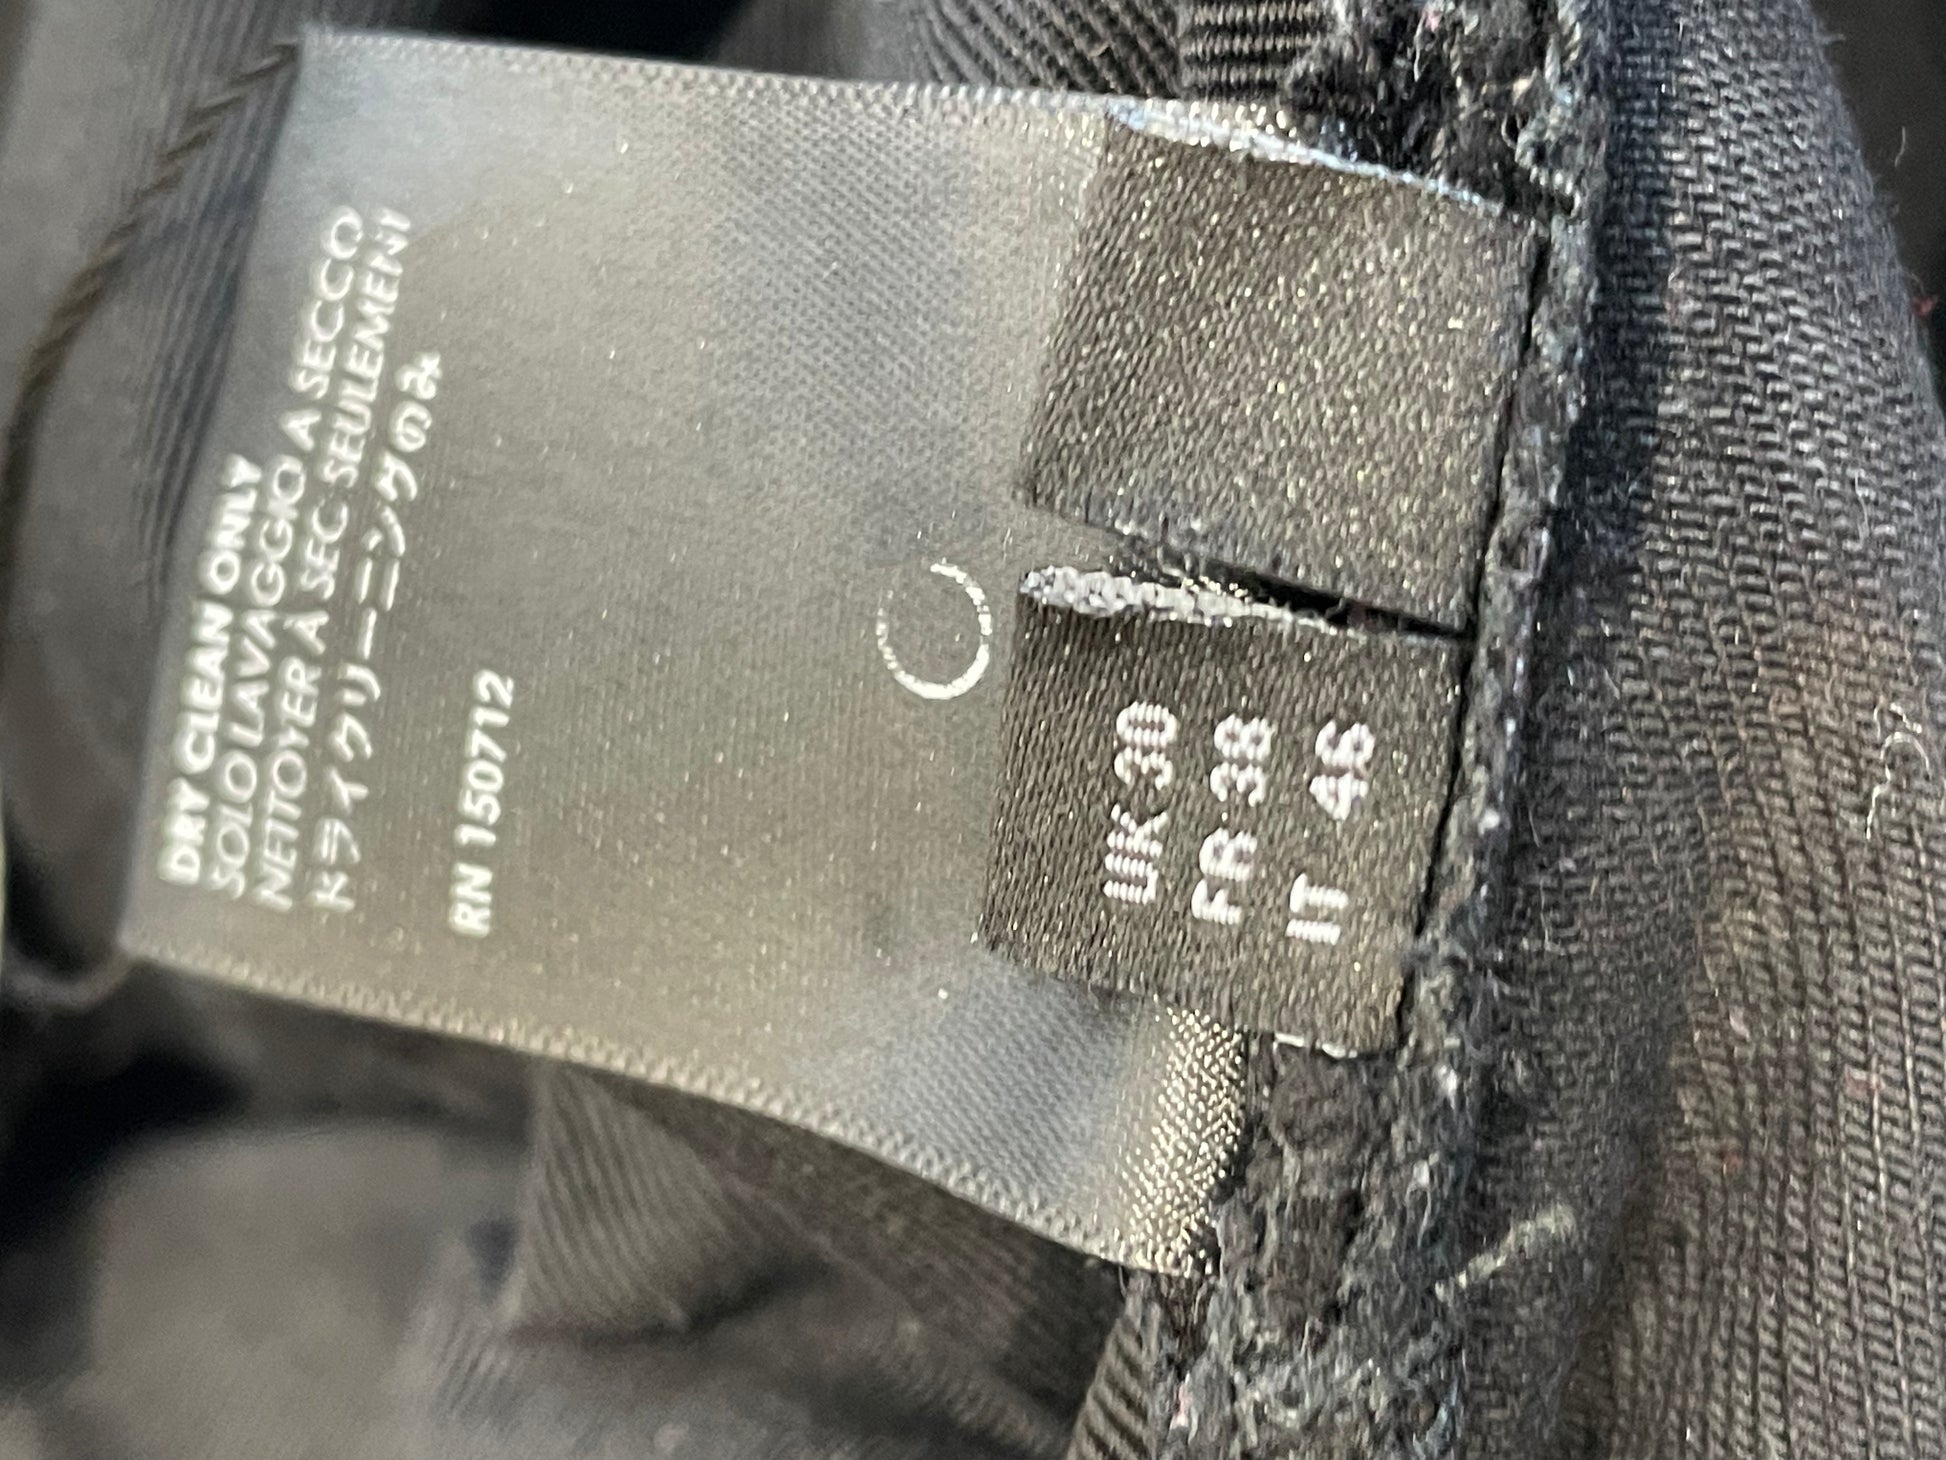 DRY CLEAN ONLY
SOLO LAVAGGIO A SECCO
NETTOYER À SEC SEULEMENT
ドライクリーニングのみ
RN 150712
UK 30
FR 38
IT 46